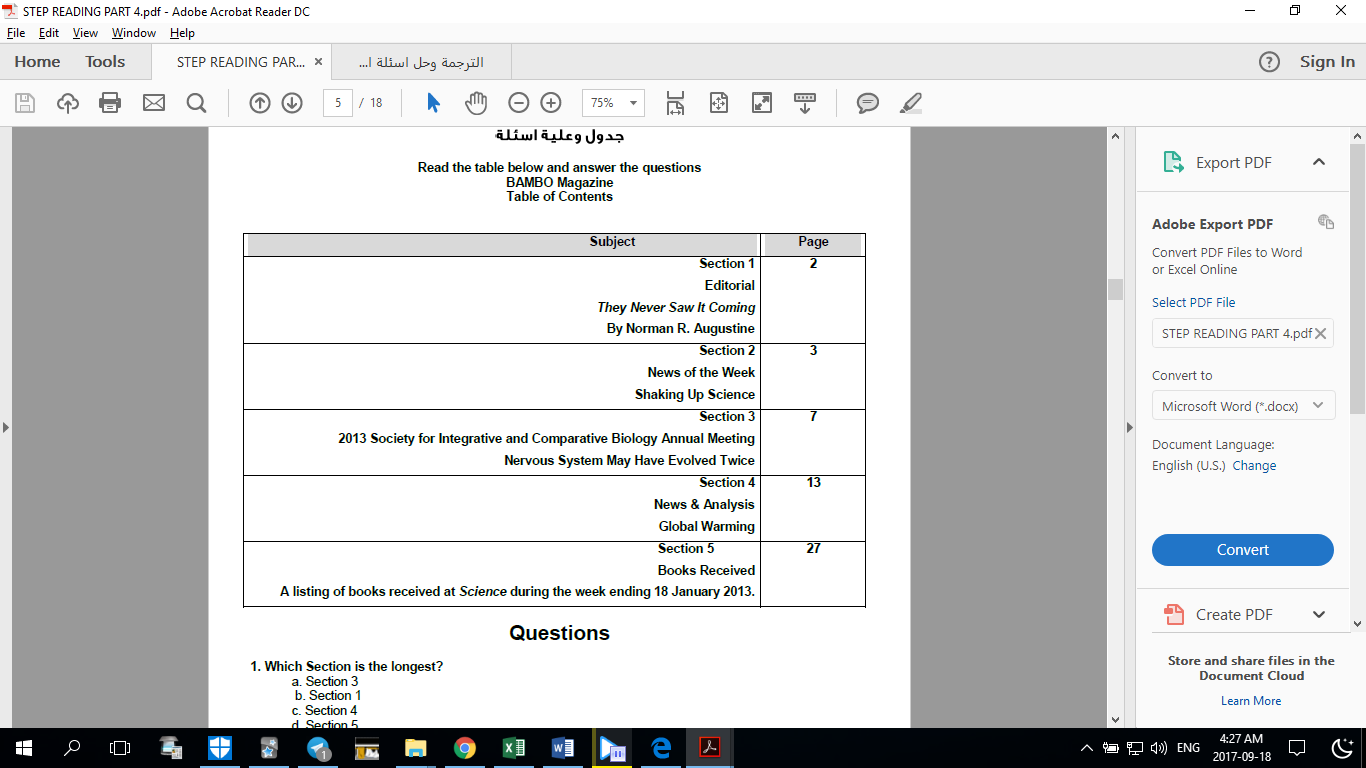 STEP READING PART 4.pdf - Adobe Acrobat Reader DC
File Edit View Window Help
Home Tools STEP READING PAR... × الترجمة وحل اسئلة ا...
Sign In
5 / 18 75%
جدول وعلية اسئلة
Read the table below and answer the questions
BAMBO Magazine
Table of Contents
Subject Page
Section 1 2
Editorial
They Never Saw It Coming
By Norman R. Augustine
Section 2 3
News of the Week
Shaking Up Science
Section 3 7
2013 Society for Integrative and Comparative Biology Annual Meeting
Nervous System May Have Evolved Twice
Section 4 13
News & Analysis
Global Warming
Section 5 27
Books Received
A listing of books received at Science during the week ending 18 January 2013.
Questions
1. Which Section is the longest?
a. Section 3
b. Section 1
c. Section 4
d. Section 5
Export PDF
Adobe Export PDF
Convert PDF Files to Word
or Excel Online
Select PDF File
STEP READING PART 4.pdf
Convert to
Microsoft Word (*.docx)
Document Language:
English (U.S.) Change
Convert
Create PDF
Store and share files in the
Document Cloud
Learn More
1
ENG
4:27 AM
2017-09-18